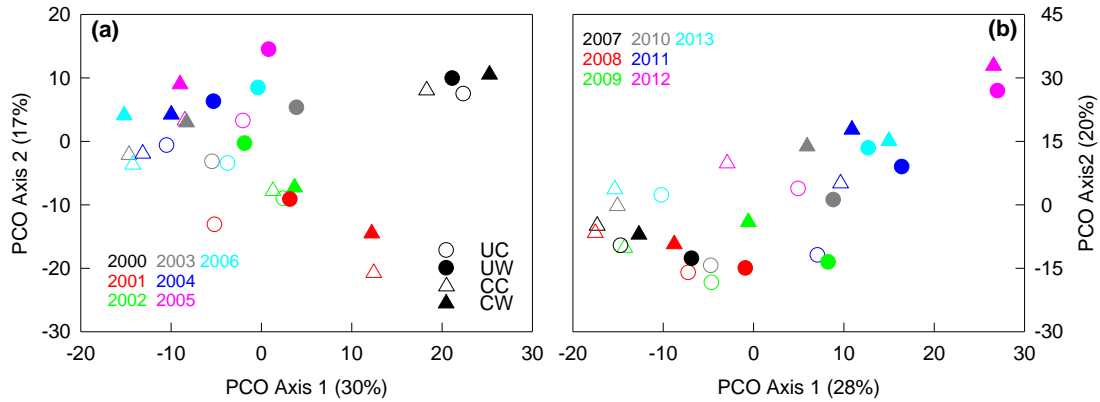 (a)
20
10
0
-10
-20
-30
PCO Axis 2 (17%)
2000 2003 2006
2001 2004
2002 2005
UC
UW
CC
CW
-20 -10 0 10 20 30
PCO Axis 1 (30%)
(b)
2007 2010 2013
2008 2011
2009 2012
45
30
15
0
-15
-30
PCO Axis2 (20%)
-20 -10 0 10 20 30
PCO Axis 1 (28%)